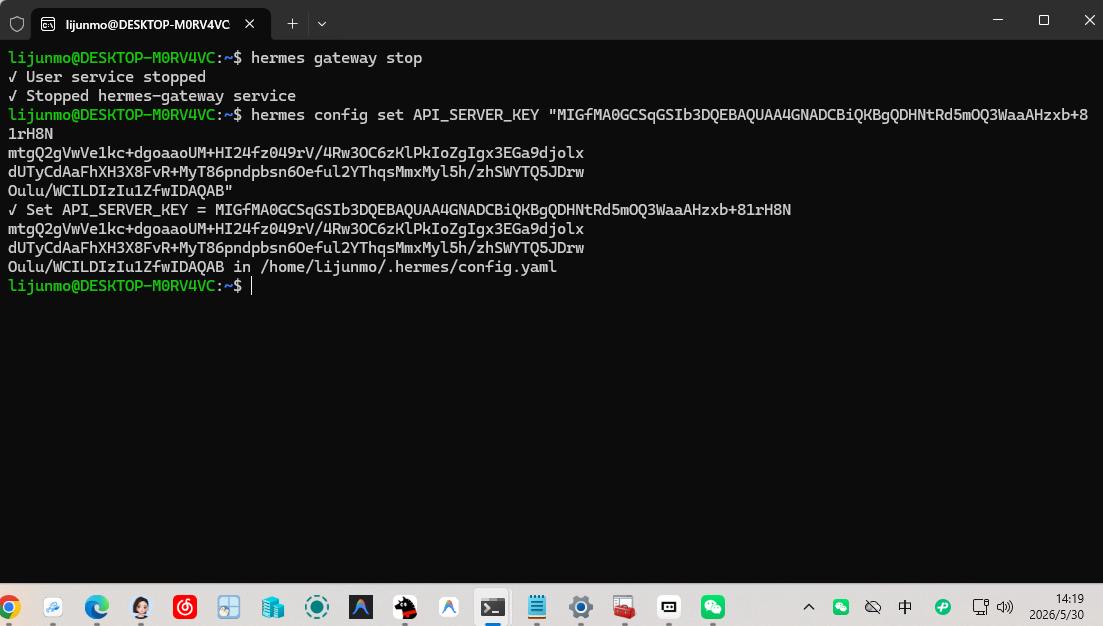 lijunmo@DESKTOP-M0RV4VC
lijunmo@DESKTOP-M0RV4VC:~$ hermes gateway stop
√ User service stopped
√ Stopped hermes-gateway service
lijunmo@DESKTOP-M0RV4VC:~$ hermes config set API_SERVER_KEY "MIGfMA0GCSqGSIb3DQEBAQUAA4GNADCBiQKBgQDHNtRd5mOQ3WaaAHzxb+8
1rH8N
mtgQ2gVwVe1kc+dgoaaoUM+HI24fz049rV/4Rw3OC6zKlPkIoZgIgx3EGa9djolx
dUTyCdAaFhXH3X8FvR+MyT86pndpbsn6Oeful2YThqsMmxMyl5h/zhSWYTQ5JDrw
Oulu/WCILDIzIu1ZfwIDAQAB"
√ Set API_SERVER_KEY = MIGfMA0GCSqGSIb3DQEBAQUAA4GNADCBiQKBgQDHNtRd5mOQ3WaaAHzxb+81rH8N
mtgQ2gVwVe1kc+dgoaaoUM+HI24fz049rV/4Rw3OC6zKlPkIoZgIgx3EGa9djolx
dUTyCdAaFhXH3X8FvR+MyT86pndpbsn6Oeful2YThqsMmxMyl5h/zhSWYTQ5JDrw
Oulu/WCILDIzIu1ZfwIDAQAB in /home/lijunmo/.hermes/config.yaml
lijunmo@DESKTOP-M0RV4VC:~$
中
14:19
2026/5/30